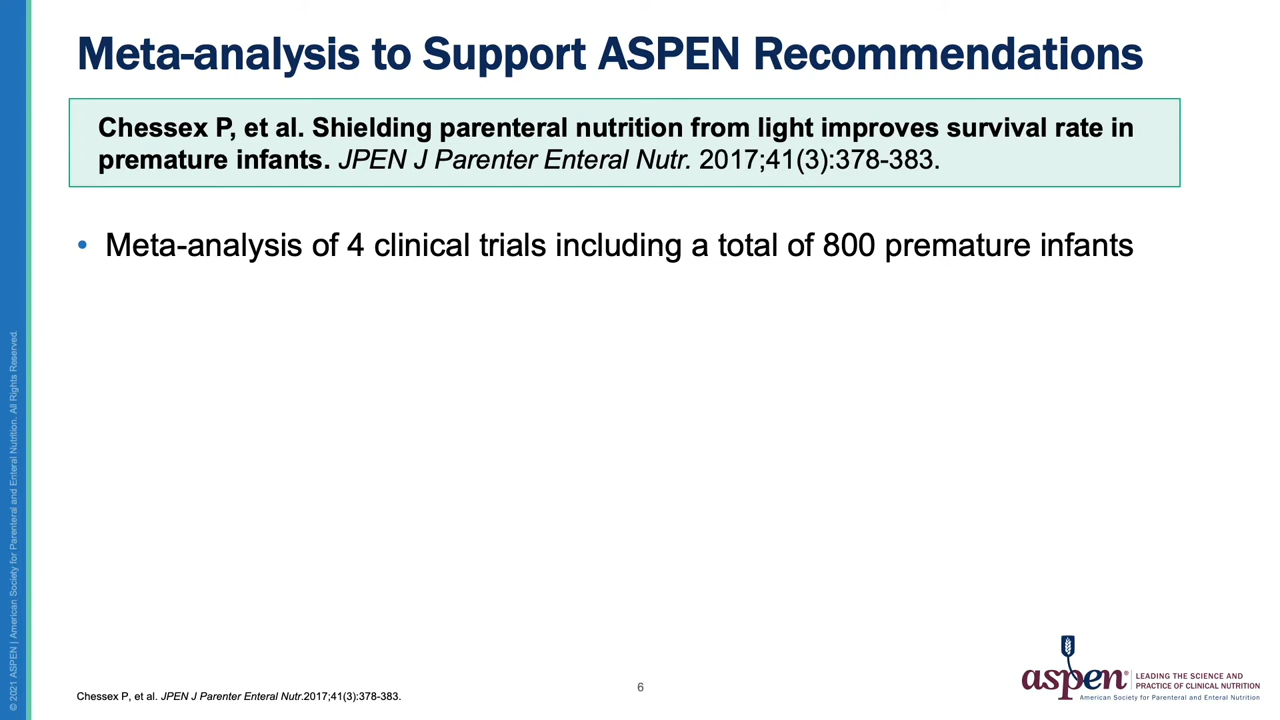 Meta-analysis to Support ASPEN Recommendations
Chessex P, et al. Shielding parenteral nutrition from light improves survival rate in
premature infants. JPEN J Parenter Enteral Nutr. 2017;41(3):378-383.
• Meta-analysis of 4 clinical trials including a total of 800 premature infants
© 2021 ASPEN | American Society for Parenteral and Enteral Nutrition. All Rights Reserved.
Chessex P, et al. JPEN J Parenter Enteral Nutr.2017;41(3):378-383.
6
aspen®
LEADING THE SCIENCE AND
PRACTICE OF CLINICAL NUTRITION
American Society for Parenteral and Enteral Nutrition